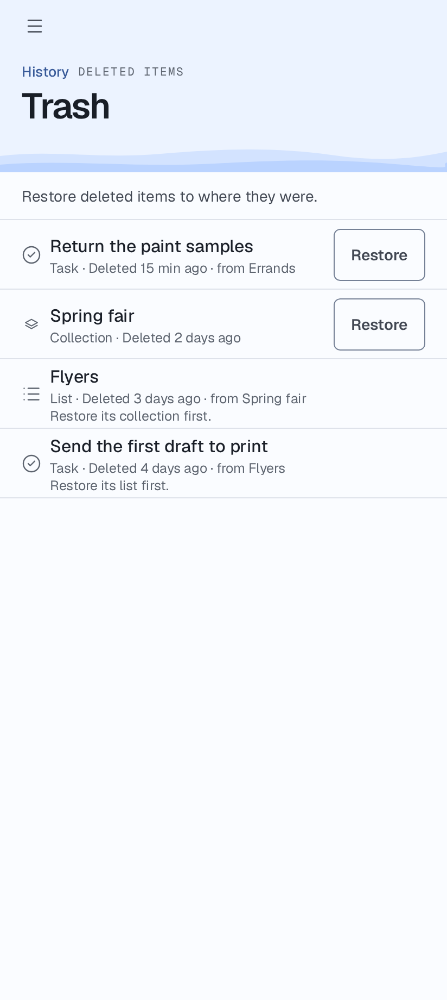 History DELETED ITEMS
Trash
Restore deleted items to where they were.
Return the paint samples
Task · Deleted 15 min ago · from Errands
Restore
Spring fair
Collection · Deleted 2 days ago
Restore
Flyers
List · Deleted 3 days ago · from Spring fair
Restore its collection first.
Send the first draft to print
Task · Deleted 4 days ago · from Flyers
Restore its list first.